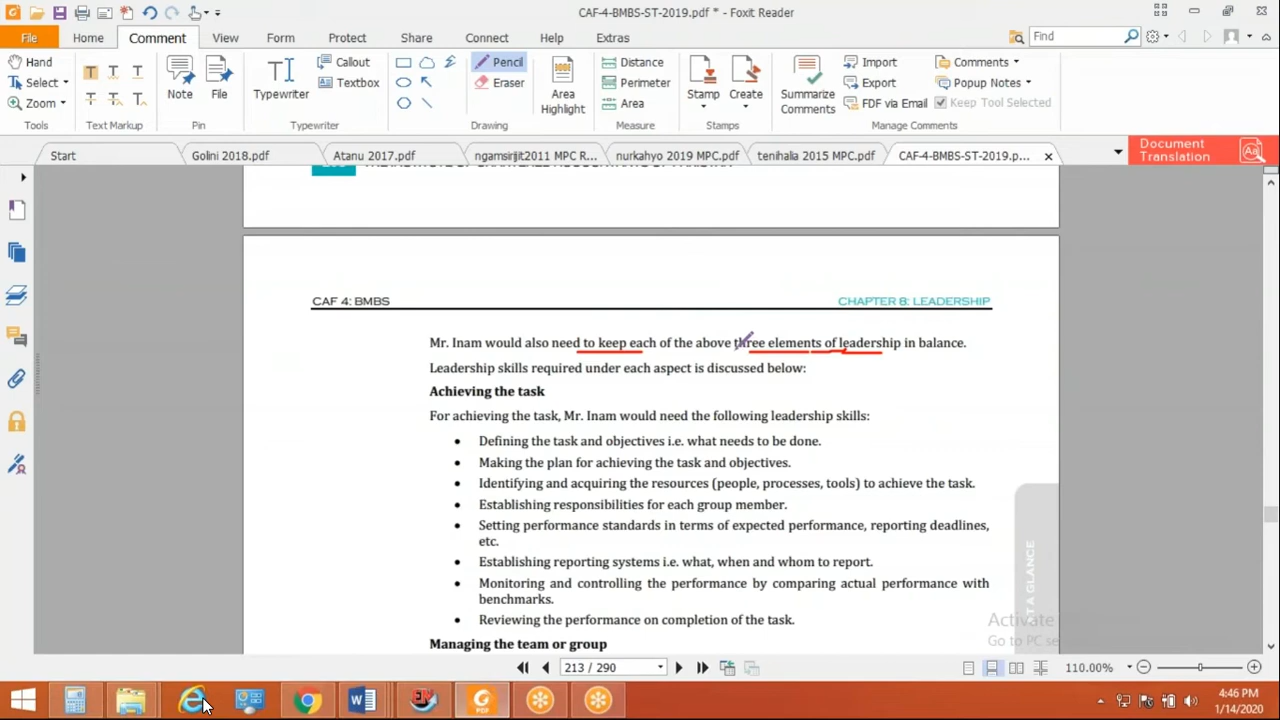 CAF-4-BMBS-ST-2019.pdf * - Foxit Reader
File Home Comment View Form Protect Share Connect Help Extras Find
Hand
Select
Zoom
Tools
Text Markup
Note
File
Pin
Typewriter
Callout
Textbox
Typewriter
Pencil
Eraser
Area
Highlight
Drawing
Distance
Perimeter
Area
Measure
Stamp
Create
Stamps
Summarize
Comments
Import
Export
FDF via Email
Comments
Popup Notes
Keep Tool Selected
Manage Comments
Start Golini 2018.pdf Atanu 2017.pdf ngamsirijit2011 MPC R... nurkahyo 2019 MPC.pdf tenihalia 2015 MPC.pdf CAF-4-BMBS-ST-2019.p...
Document
Translation
CAF 4: BMBS CHAPTER 8: LEADERSHIP
Mr. Inam would also need to keep each of the above three elements of leadership in balance.
Leadership skills required under each aspect is discussed below:
Achieving the task
For achieving the task, Mr. Inam would need the following leadership skills:
• Defining the task and objectives i.e. what needs to be done.
• Making the plan for achieving the task and objectives.
• Identifying and acquiring the resources (people, processes, tools) to achieve the task.
• Establishing responsibilities for each group member.
• Setting performance standards in terms of expected performance, reporting deadlines,
etc.
• Establishing reporting systems i.e. what, when and whom to report.
• Monitoring and controlling the performance by comparing actual performance with
benchmarks.
• Reviewing the performance on completion of the task.
Managing the team or group
T A GLANCE
Activate
Go to PC se
213 / 290
110.00%
4:46 PM
1/14/2020